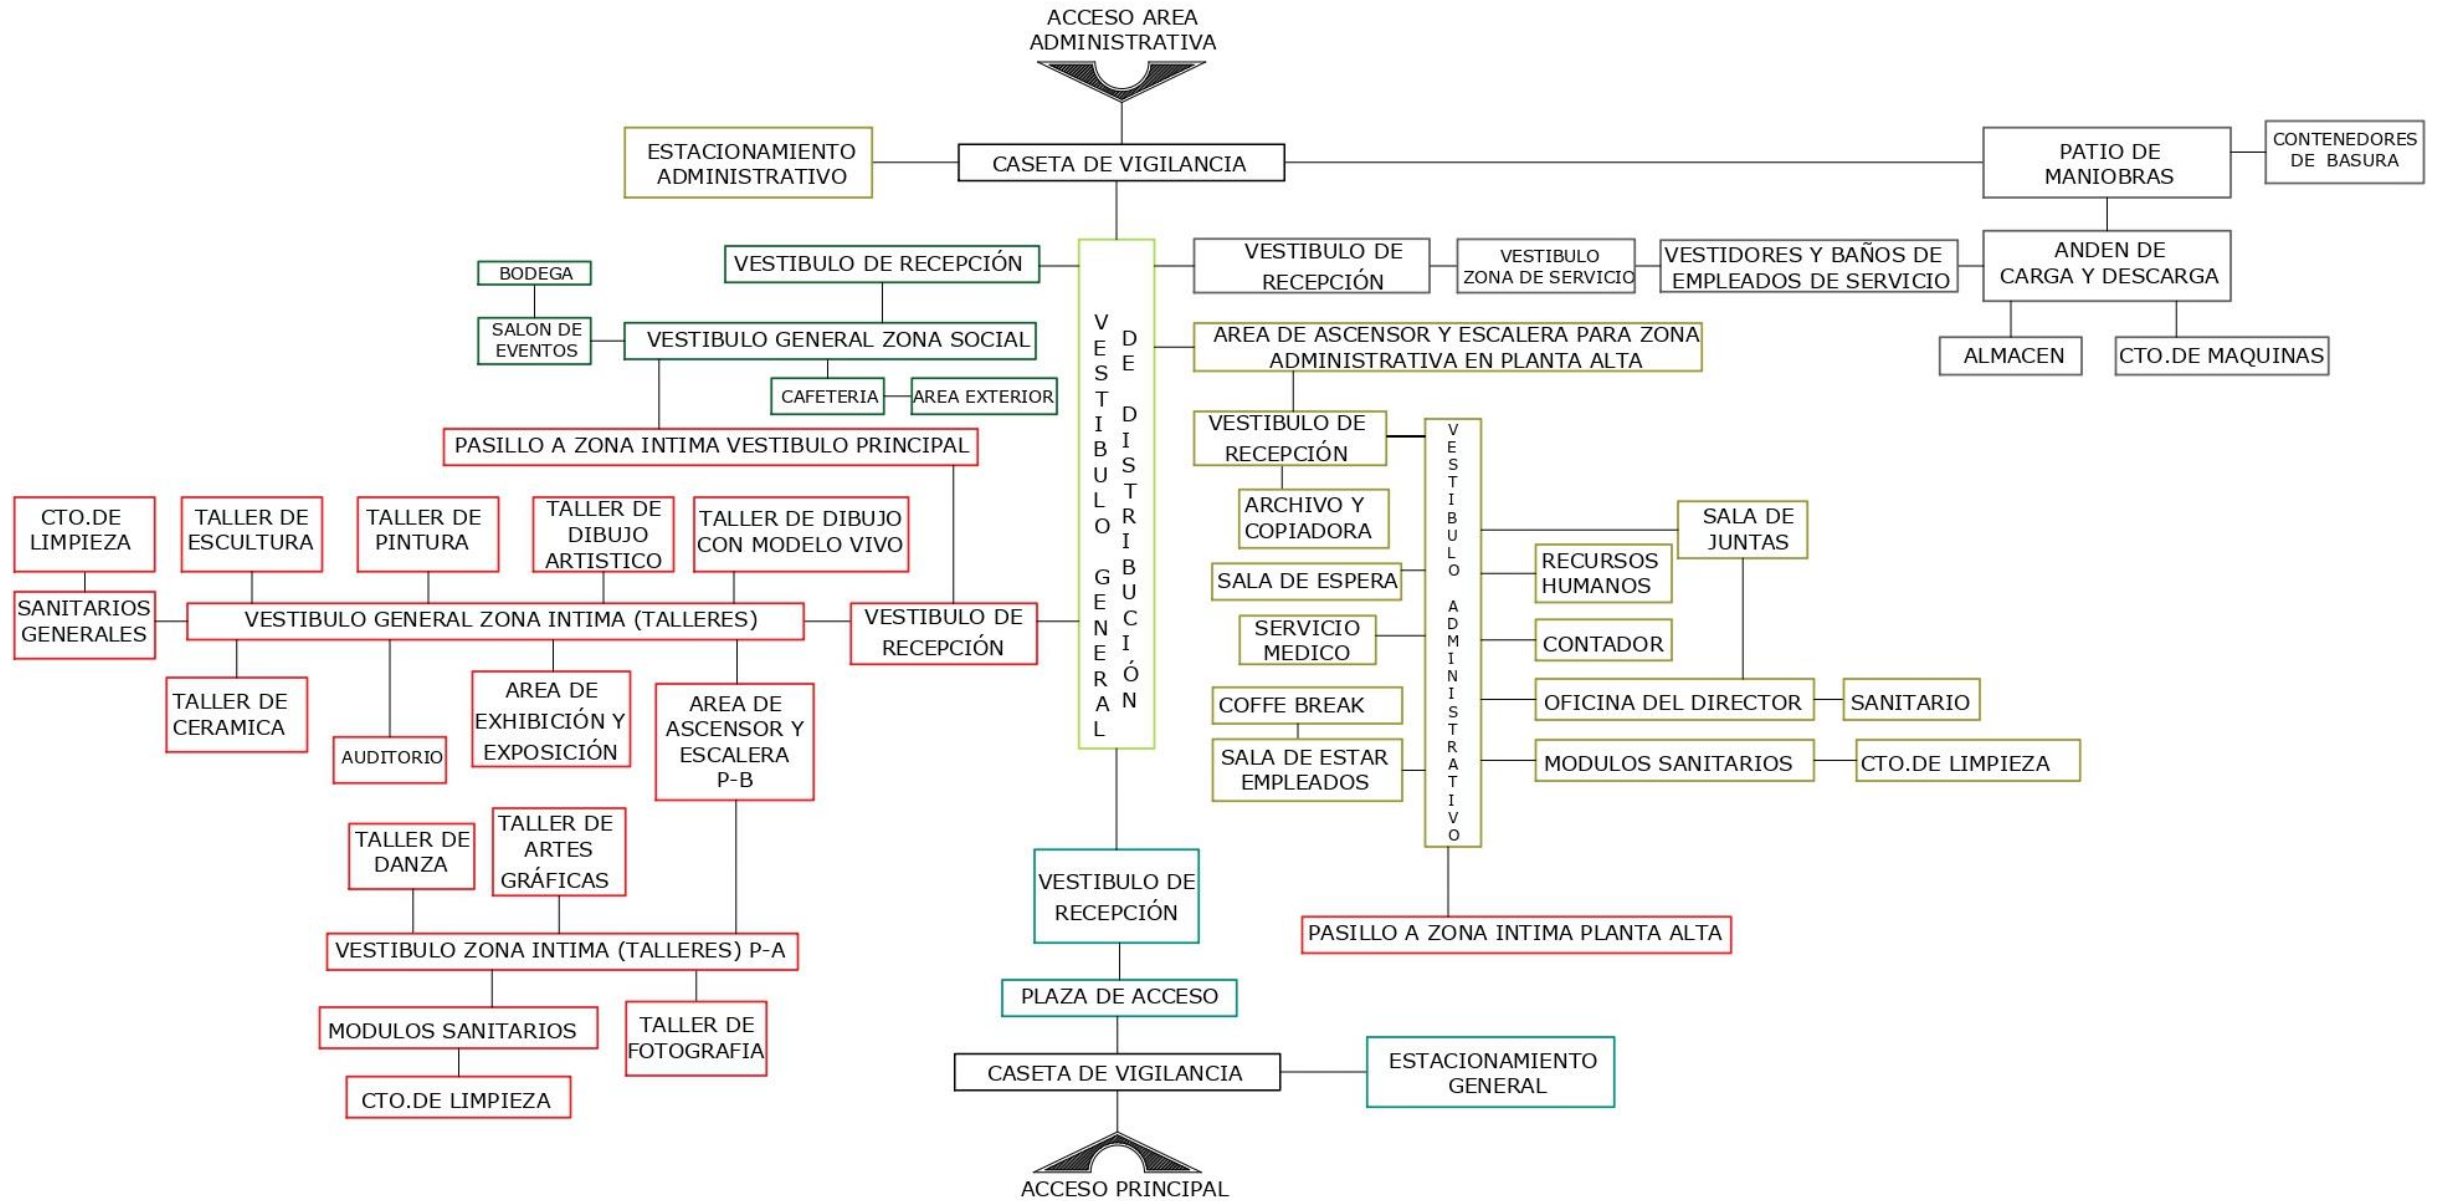 ACCESO AREA
ADMINISTRATIVA
ESTACIONAMIENTO
ADMINISTRATIVO
CASETA DE VIGILANCIA
PATIO DE
MANIOBRAS
CONTENEDORES
DE BASURA
VESTIBULO DE RECEPCIÓN
BODEGA
SALON DE
EVENTOS
VESTIBULO GENERAL ZONA SOCIAL
CAFETERIA
AREA EXTERIOR
PASILLO A ZONA INTIMA VESTIBULO PRINCIPAL
VESTIBULO GENERAL
DE DISTRIBUCIÓN
VESTIBULO DE
RECEPCIÓN
VESTIBULO
ZONA DE SERVICIO
VESTIDORES Y BAÑOS DE
EMPLEADOS DE SERVICIO
ANDEN DE
CARGA Y DESCARGA
ALMACEN
CTO.DE MAQUINAS
AREA DE ASCENSOR Y ESCALERA PARA ZONA
ADMINISTRATIVA EN PLANTA ALTA
VESTIBULO DE
RECEPCIÓN
ARCHIVO Y
COPIADORA
SALA DE ESPERA
SERVICIO
MEDICO
COFFE BREAK
SALA DE ESTAR
EMPLEADOS
VESTIBULO ADMINISTRATIVO
SALA DE
JUNTAS
RECURSOS
HUMANOS
CONTADOR
OFICINA DEL DIRECTOR
SANITARIO
MODULOS SANITARIOS
CTO.DE LIMPIEZA
PASILLO A ZONA INTIMA PLANTA ALTA
CTO.DE
LIMPIEZA
TALLER DE
ESCULTURA
TALLER DE
PINTURA
TALLER DE
DIBUJO
ARTISTICO
TALLER DE DIBUJO
CON MODELO VIVO
SANITARIOS
GENERALES
VESTIBULO GENERAL ZONA INTIMA (TALLERES)
VESTIBULO DE
RECEPCIÓN
TALLER DE
CERAMICA
AUDITORIO
AREA DE
EXHIBICIÓN Y
EXPOSICIÓN
AREA DE
ASCENSOR Y
ESCALERA
P-B
TALLER DE
DANZA
TALLER DE
ARTES
GRÁFICAS
VESTIBULO ZONA INTIMA (TALLERES) P-A
MODULOS SANITARIOS
CTO.DE LIMPIEZA
TALLER DE
FOTOGRAFIA
VESTIBULO DE
RECEPCIÓN
PLAZA DE ACCESO
CASETA DE VIGILANCIA
ESTACIONAMIENTO
GENERAL
ACCESO PRINCIPAL